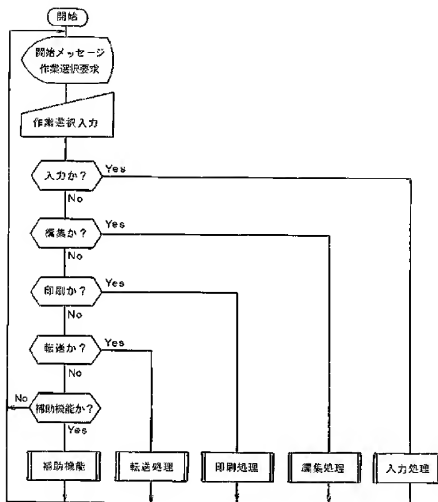 開始
開始メッセージ
作業選択要求
作業選択入力
入力か？
Yes
No
編集か？
Yes
No
印刷か？
Yes
No
転送か？
Yes
No
補助機能か？
No
Yes
補助機能
転送処理
印刷処理
編集処理
入力処理